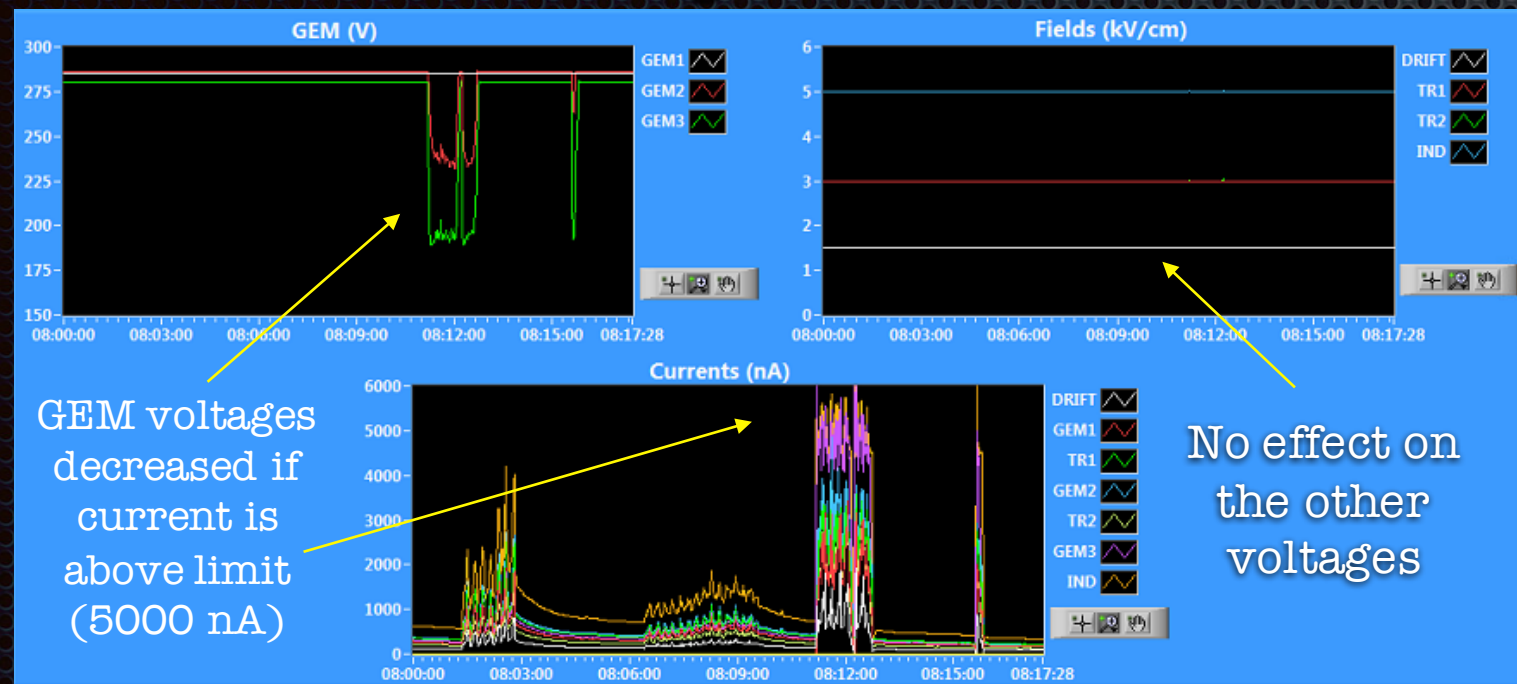 GEM (V)
300
275
250
225
200
175
150
08:00:00 08:03:00 08:06:00 08:09:00 08:12:00 08:15:00 08:17:28
GEM1
GEM2
GEM3
Fields (kV/cm)
6
5
4
3
2
1
0
08:00:00 08:03:00 08:06:00 08:09:00 08:12:00 08:15:00 08:17:28
DRIFT
TR1
TR2
IND
Currents (nA)
6000
5000
4000
3000
2000
1000
0
08:00:00 08:03:00 08:06:00 08:09:00 08:12:00 08:15:00 08:17:28
DRIFT
GEM1
TR1
GEM2
TR2
GEM3
IND
GEM voltages
decreased if
current is
above limit
(5000 nA)
No effect on
the other
voltages